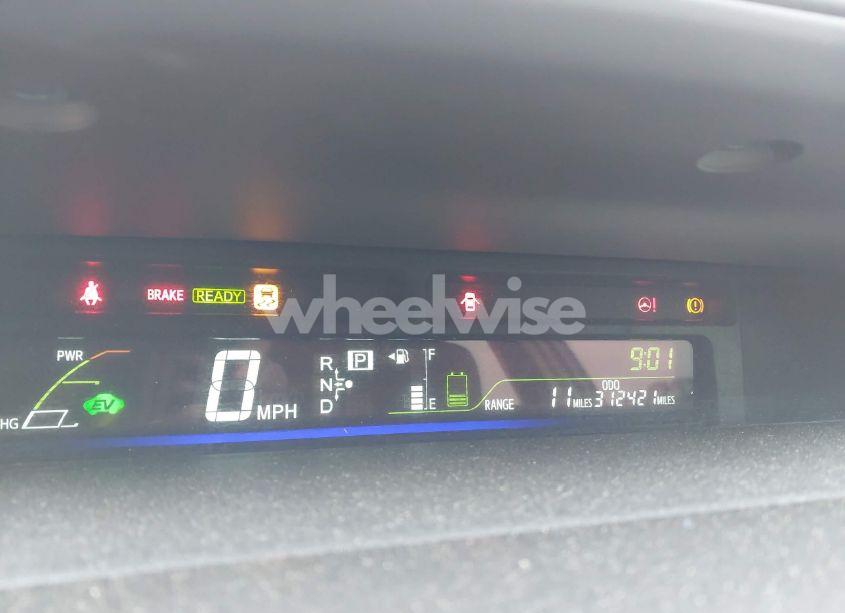 wheelwise
BRAKE READY
PWR
HG
EV
0 MPH
R
N
D
P
F
E
9:01
RANGE 11 MILES
ODO
312421 MILES